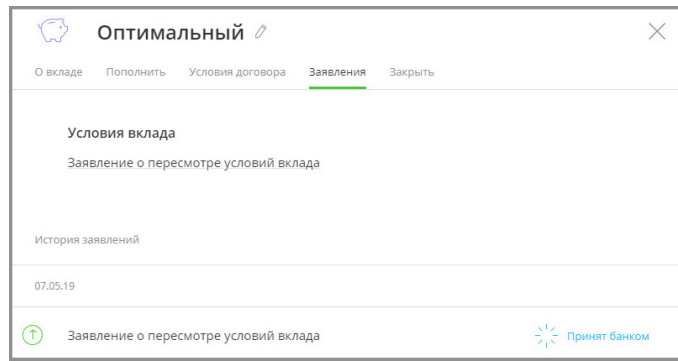 Оптимальный
О вкладе Пополнить Условия договора Заявления Закрыть
Условия вклада
Заявление о пересмотре условий вклада
История заявлений
07.05.19
Заявление о пересмотре условий вклада Принят банком